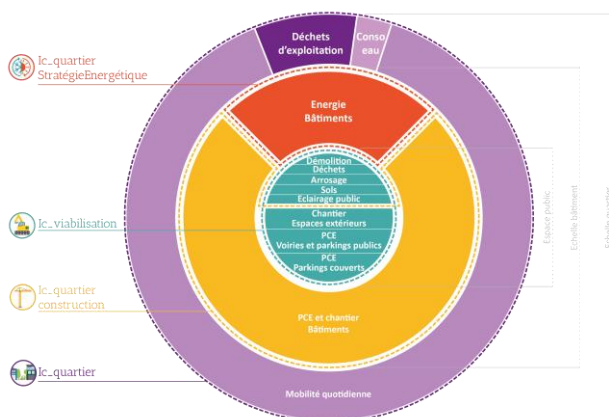 Ic_quartier
StratégieEnergétique
Ic_viabilisation
Ic_quartier
construction
Ic_quartier
Déchets
d'exploitation
Conso
eau
Energie
Bâtiments
Démolition
Déchets
Arrosage
Sols
Eclairage public
Chantier
Espaces extérieurs
PCE
Voiries et parkings publics
PCE
Parkings couverts
PCE et chantier
Bâtiments
Mobilité quotidienne
Espace public
Echelle bâtiment
Echelle quartier